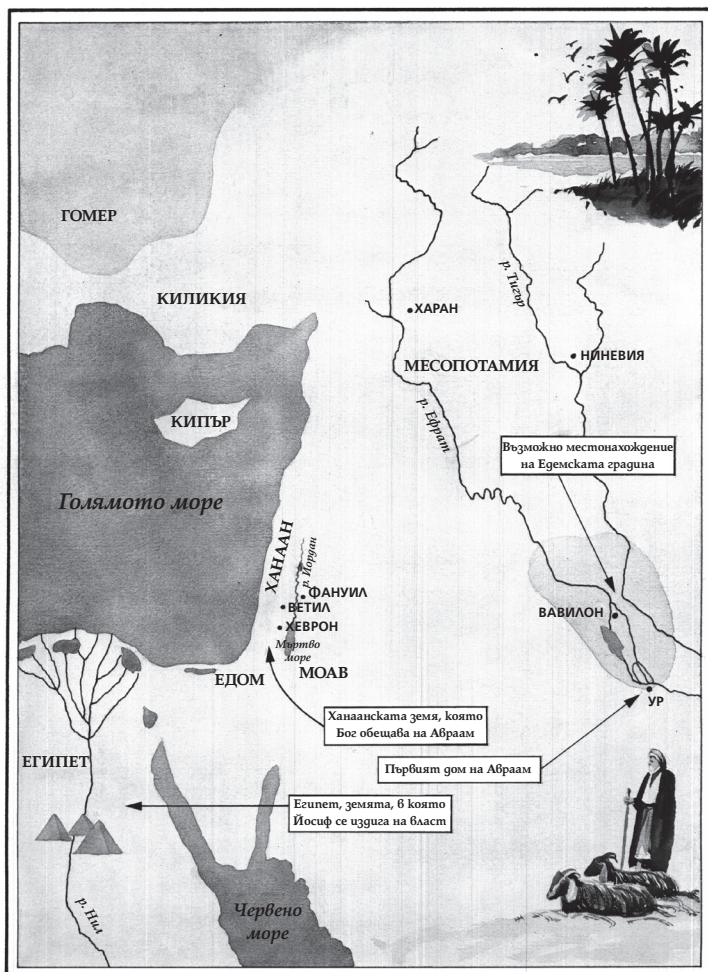 ГОМЕР
КИЛИКИЯ
ХАРАН
р. Тигър
НИНЕВИЯ
МЕСОПОТАМИЯ
КИПЪР
р. Ефрат
Възможно местонахождение
на Едемската градина
Голямото море
ХАНААН
р. Йордан
ФАНУИЛ
ВЕТИЛ
ХЕВРОН
Мъртво
море
ВАВИЛОН
ЕДОМ
МОАВ
УР
Ханаанската земя, която
Бог обещава на Авраам
ЕГИПЕТ
Първият дом на Авраам
Египет, земята, в която
Йосиф се издига на власт
р. Нил
Червено
море